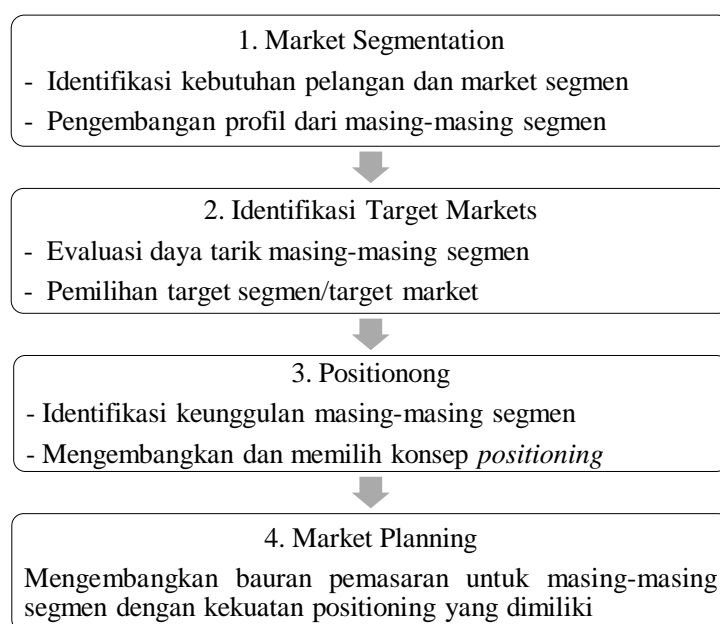 1. Market Segmentation
- Identifikasi kebutuhan pelangan dan market segmen
- Pengembangan profil dari masing-masing segmen
2. Identifikasi Target Markets
- Evaluasi daya tarik masing-masing segmen
- Pemilihan target segmen/target market
3. Positionong
- Identifikasi keunggulan masing-masing segmen
- Mengembangkan dan memilih konsep positioning
4. Market Planning
Mengembangkan bauran pemasaran untuk masing-masing
segmen dengan kekuatan positioning yang dimiliki